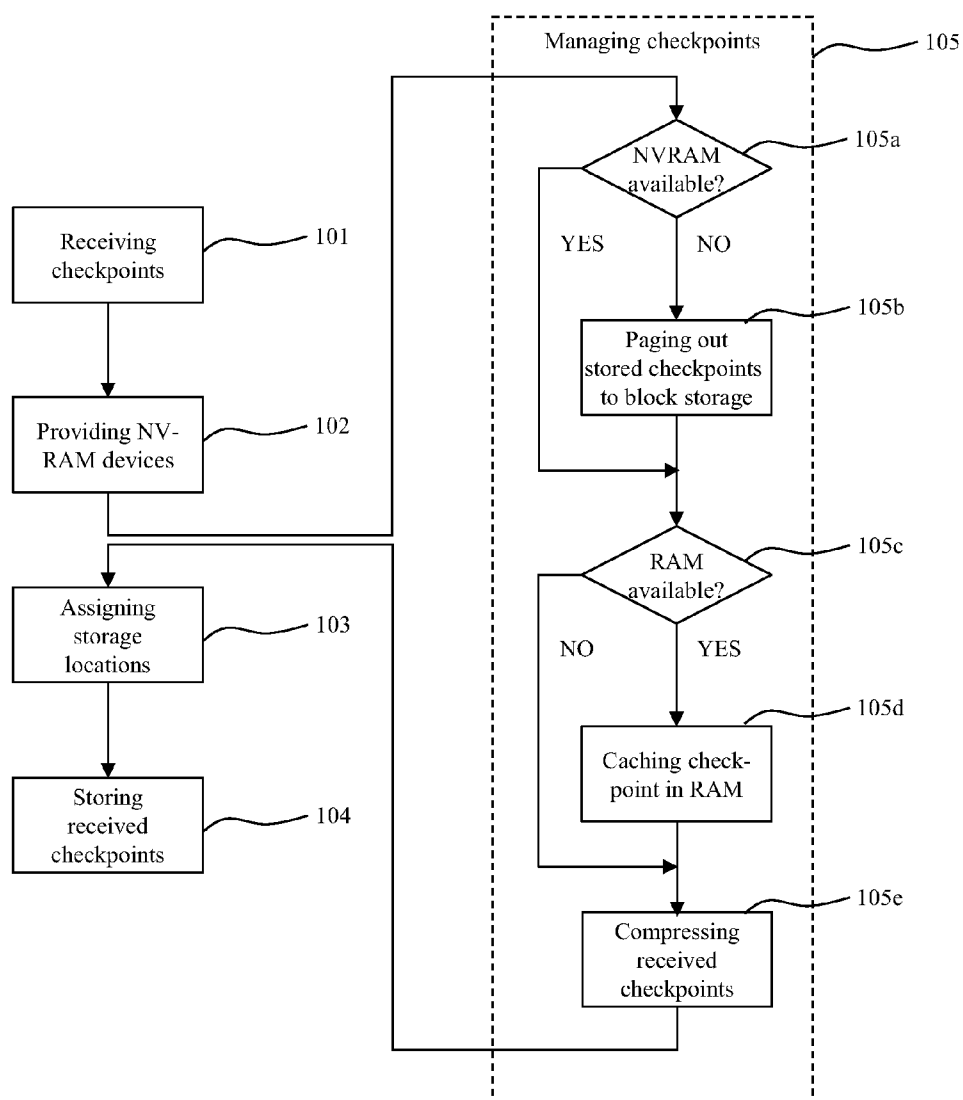 Managing checkpoints
105
NVRAM
available?
105a
YES
NO
Receiving
checkpoints
101
Paging out
stored checkpoints
to block storage
105b
Providing NV-
RAM devices
102
RAM
available?
105c
NO
YES
Assigning
storage
locations
103
Caching check-
point in RAM
105d
Storing
received
checkpoints
104
Compressing
received
checkpoints
105e